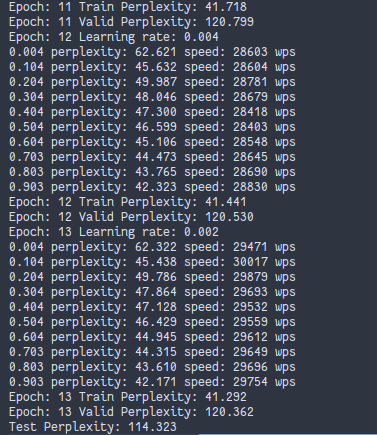 Epoch: 11 Train Perplexity: 41.718
Epoch: 11 Valid Perplexity: 120.799
Epoch: 12 Learning rate: 0.004
0.004 perplexity: 62.621 speed: 28603 wps
0.104 perplexity: 45.632 speed: 28604 wps
0.204 perplexity: 49.987 speed: 28781 wps
0.304 perplexity: 48.046 speed: 28679 wps
0.404 perplexity: 47.300 speed: 28418 wps
0.504 perplexity: 46.599 speed: 28403 wps
0.604 perplexity: 45.106 speed: 28548 wps
0.703 perplexity: 44.473 speed: 28645 wps
0.803 perplexity: 43.765 speed: 28690 wps
0.903 perplexity: 42.323 speed: 28830 wps
Epoch: 12 Train Perplexity: 41.441
Epoch: 12 Valid Perplexity: 120.530
Epoch: 13 Learning rate: 0.002
0.004 perplexity: 62.322 speed: 29471 wps
0.104 perplexity: 45.438 speed: 30017 wps
0.204 perplexity: 49.786 speed: 29879 wps
0.304 perplexity: 47.864 speed: 29693 wps
0.404 perplexity: 47.128 speed: 29532 wps
0.504 perplexity: 46.429 speed: 29559 wps
0.604 perplexity: 44.945 speed: 29612 wps
0.703 perplexity: 44.315 speed: 29649 wps
0.803 perplexity: 43.610 speed: 29696 wps
0.903 perplexity: 42.171 speed: 29754 wps
Epoch: 13 Train Perplexity: 41.292
Epoch: 13 Valid Perplexity: 120.362
Test Perplexity: 114.323